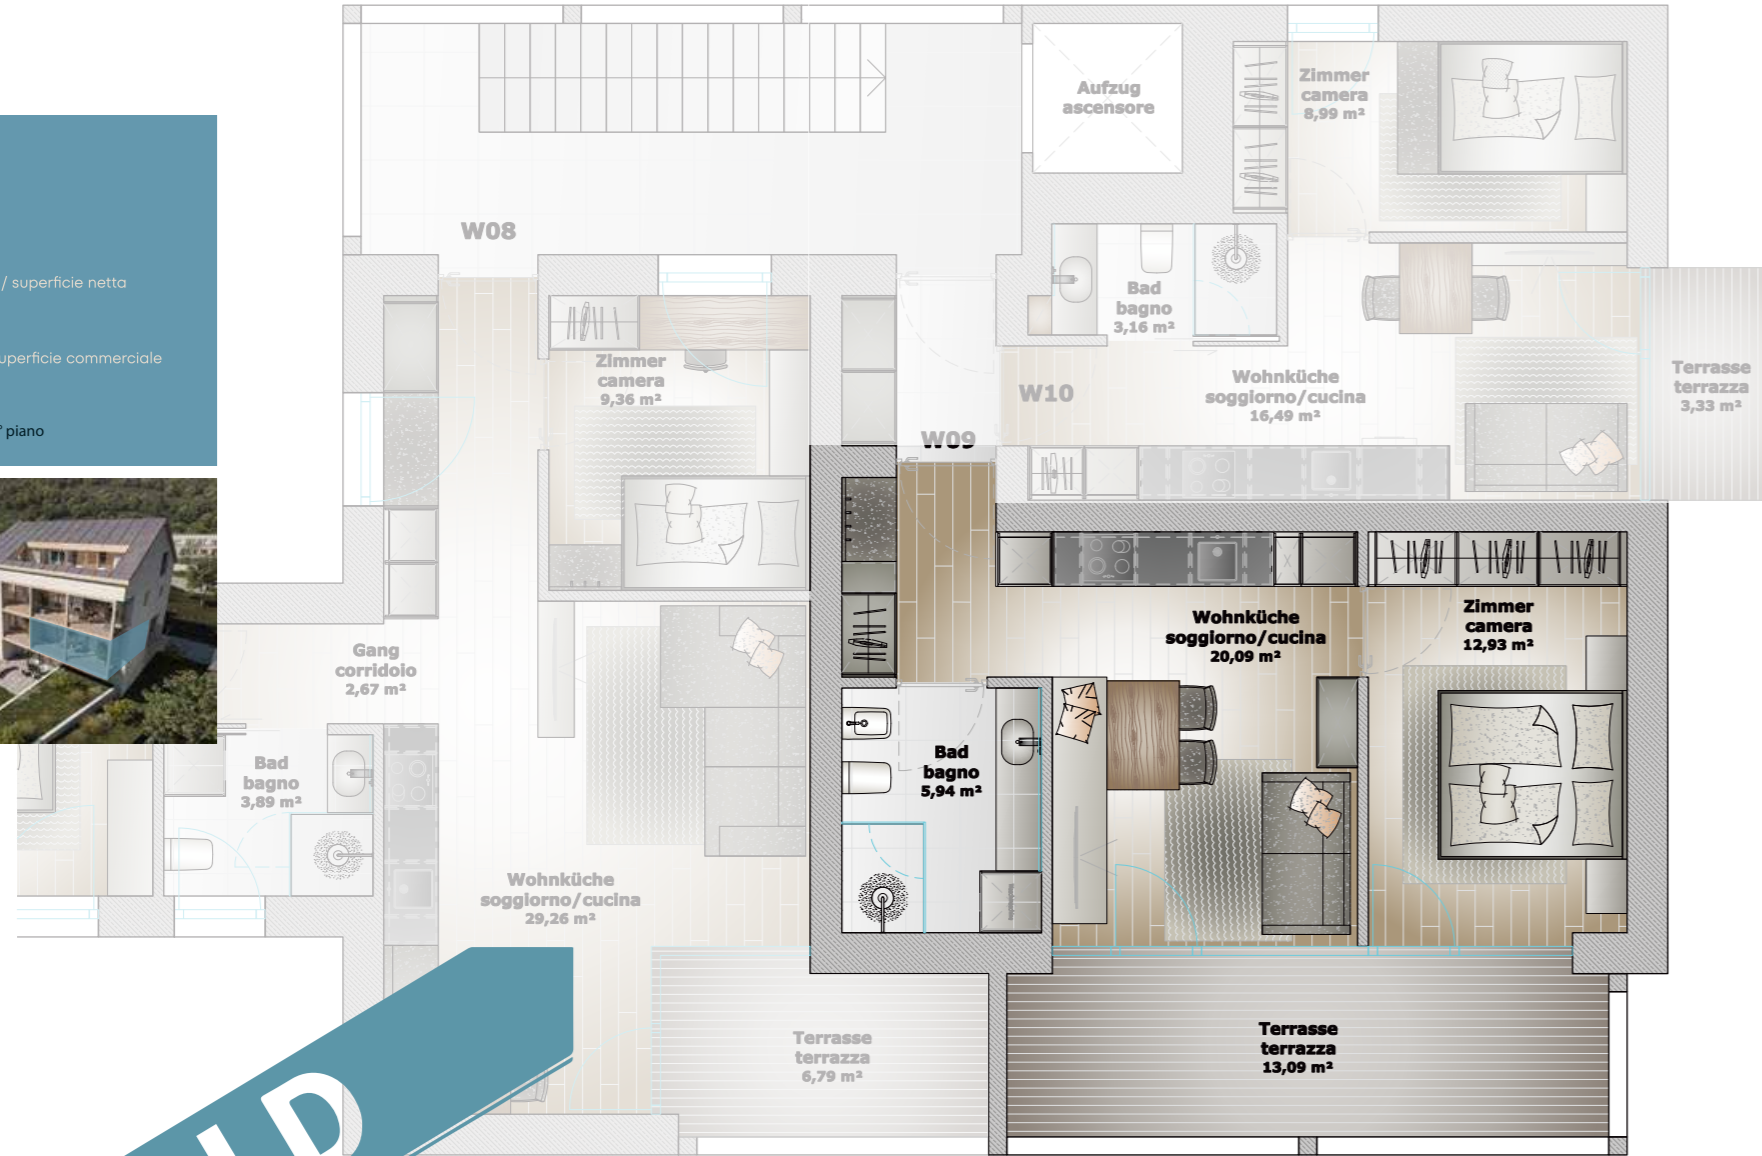 / superficie netta
superficie commerciale
° piano
W08
Aufzug
ascensore
Zimmer
camera
8,99 m²
Bad
bagno
3,16 m²
Zimmer
camera
9,36 m²
W10
Wohnküche
soggiorno/cucina
16,49 m²
Terrasse
terrazza
3,33 m²
W09
Wohnküche
soggiorno/cucina
20,09 m²
Zimmer
camera
12,93 m²
Gang
corridoio
2,67 m²
Bad
bagno
3,89 m²
Bad
bagno
5,94 m²
Wohnküche
soggiorno/cucina
29,26 m²
Terrasse
terrazza
6,79 m²
Terrasse
terrazza
13,09 m²
LD